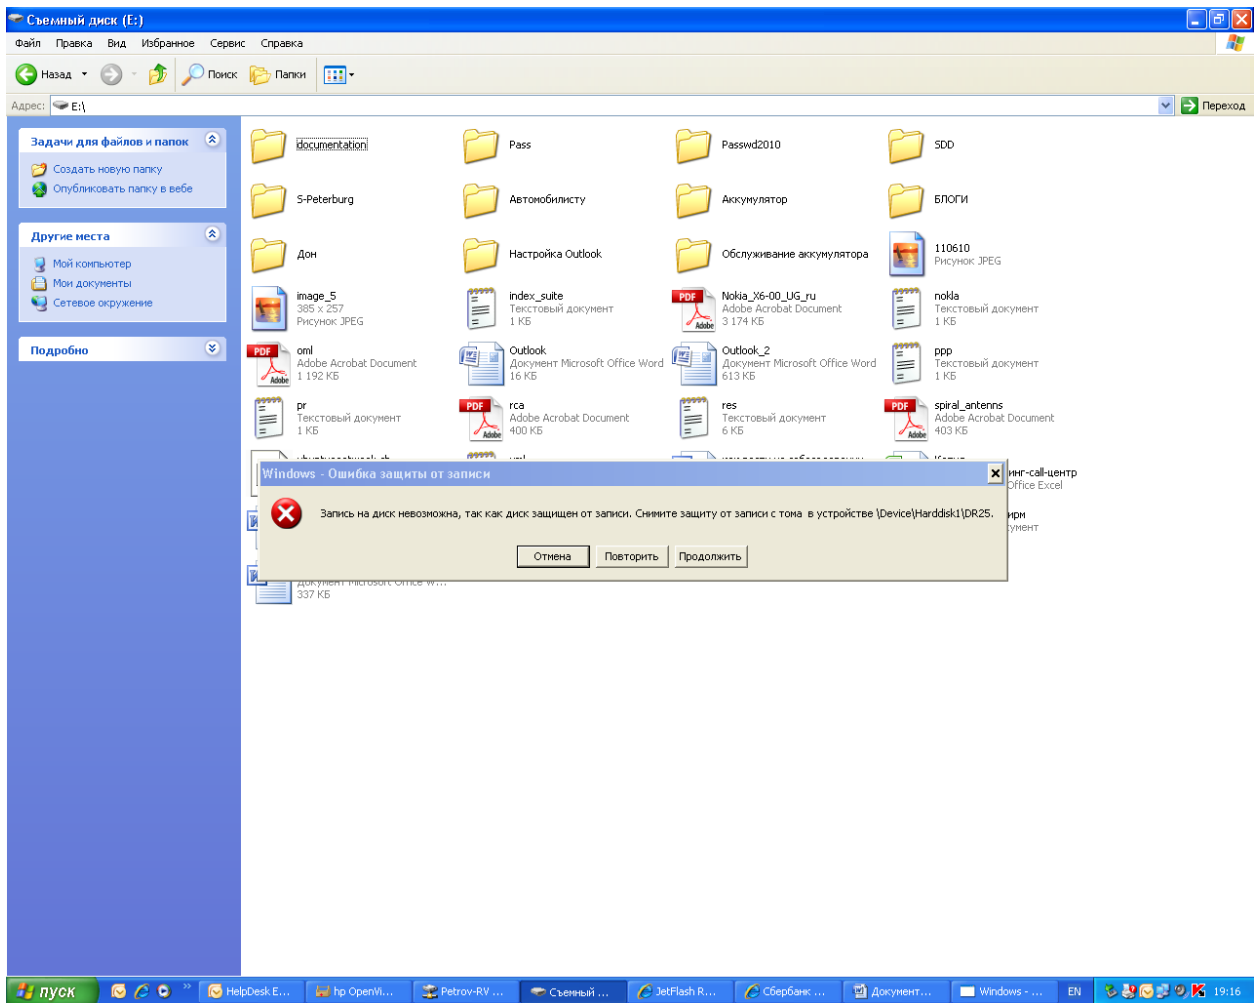 Съемный диск (E:)
Файл Правка Вид Избранное Сервис Справка
Назад Поиск Папки
Адрес: E:\ Переход
Задачи для файлов и папок
Создать новую папку
Опубликовать папку в вебе
Другие места
Мой компьютер
Мои документы
Сетевое окружение
Подробно
documentation
Pass
Passwd2010
SDD
S-Peterburg
Автомобилисту
Аккумулятор
БЛОГИ
Дон
Настройка Outlook
Обслуживание аккумулятора
110610
Рисунок JPEG
image_5
385 x 257
Рисунок JPEG
index_suite
Текстовый документ
1 КБ
Nokia_X6-00_UG_ru
Adobe Acrobat Document
3 174 КБ
nokla
Текстовый документ
1 КБ
oml
Adobe Acrobat Document
1 192 КБ
Outlook
Документ Microsoft Office Word
16 КБ
Outlook_2
Документ Microsoft Office Word
613 КБ
ppp
Текстовый документ
1 КБ
pr
Текстовый документ
1 КБ
rca
Adobe Acrobat Document
400 КБ
res
Текстовый документ
6 КБ
spiral_antenns
Adobe Acrobat Document
403 КБ
инг-call-центр
Office Excel
Windows - Ошибка защиты от записи
Запись на диск невозможна, так как диск защищен от записи. Снимите защиту от записи с тома в устройстве \Device\Harddisk1\DR25.
Отмена Повторить Продолжить
Документ Microsoft Office W...
337 КБ
пуск HelpDesk E... hp OpenVi... Petrov-RV ... Съемный ... JetFlash R... Сбербанк ... Документ... Windows - ... EN 19:16